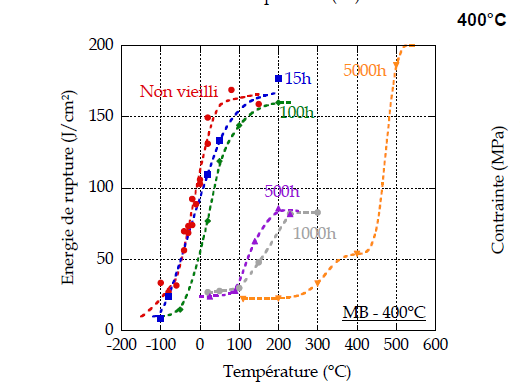 400°C
200
150
100
50
0
Energie de rupture (J/cm²)
Contrainte (MPa)
Non vieilli
15h
100h
500h
1000h
5000h
MB - 400°C
-200 -100 0 100 200 300 400 500 600
Température (°C)